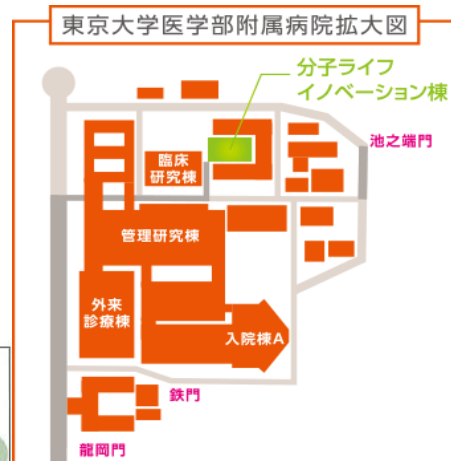 東京大学医学部附属病院拡大図
分子ライフ
イノベーション棟
池之端門
臨床
研究棟
管理研究棟
外来
診療棟
入院棟A
鉄門
龍岡門